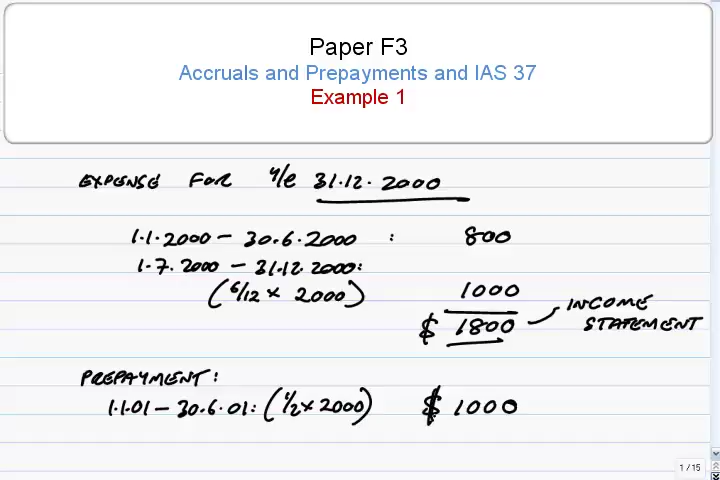 Paper F3
Accruals and Prepayments and IAS 37
Example 1
EXPENSE FOR Y/E 31.12.2000
1.1.2000 – 30.6.2000 : 800
1.7.2000 – 31.12.2000:
(6/12 x 2000) 1000
$ 1800
INCOME
STATEMENT
PREPAYMENT:
1.1.01 – 30.6.01: (1/2 x 2000) $ 1000
1 / 15